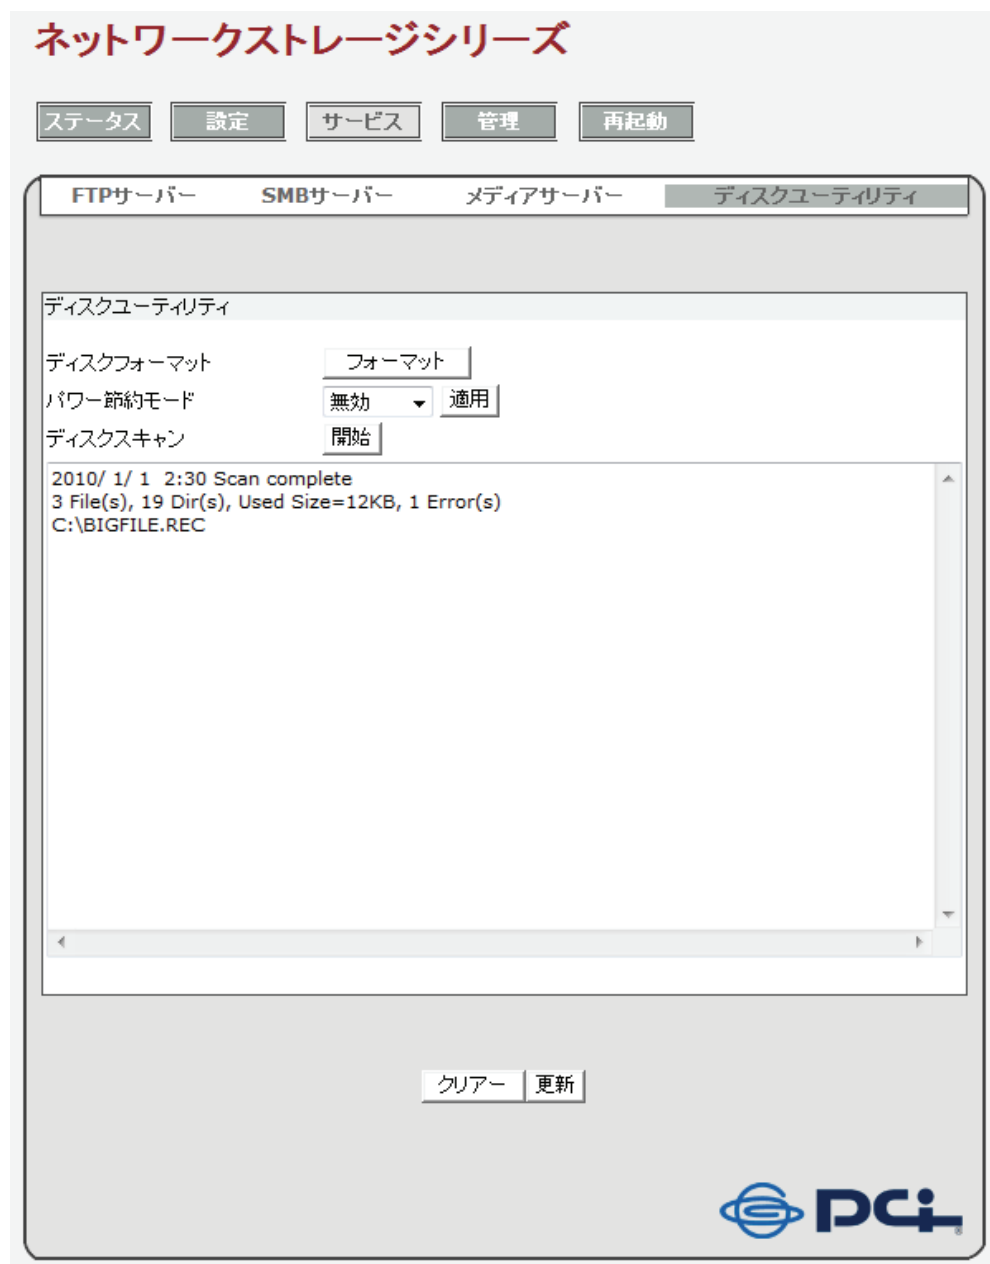 ネットワークストレージシリーズ
ステータス 設定 サービス 管理 再起動
FTPサーバー SMBサーバー メディアサーバー ディスクユーティリティ
ディスクユーティリティ
ディスクフォーマット フォーマット
パワー節約モード 無効 適用
ディスクスキャン 開始
2010/ 1/ 1  2:30 Scan complete
3 File(s), 19 Dir(s), Used Size=12KB, 1 Error(s)
C:\BIGFILE.REC
クリアー 更新
PCi ®